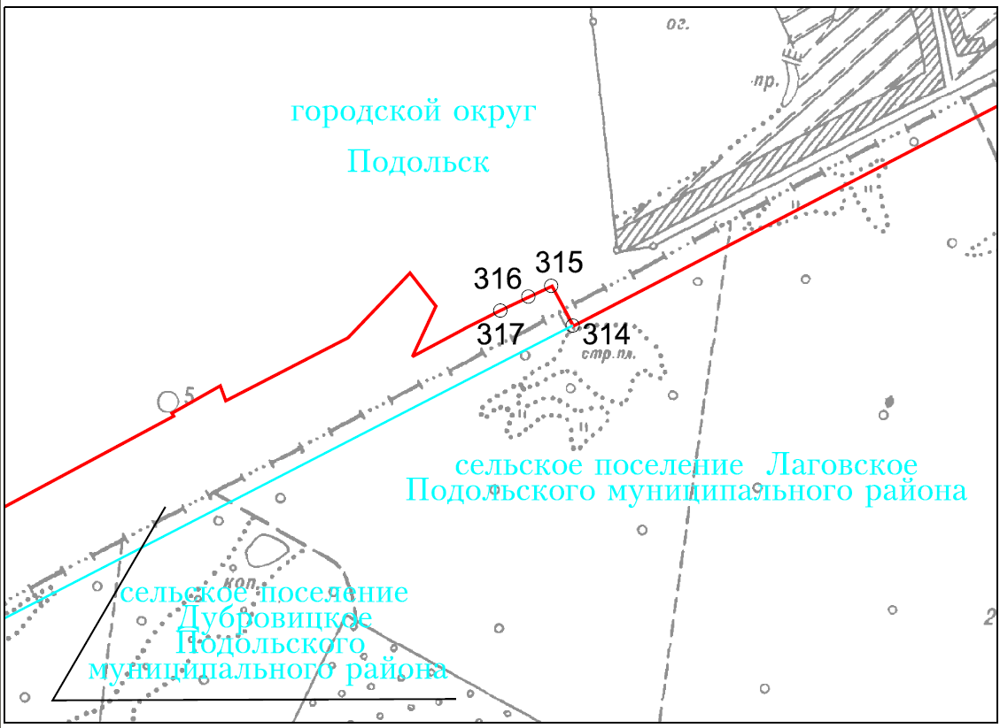 ог.
пр.
городской округ
Подольск
315
316
317
314
стр.пл.
5
сельское поселение Лаговское
Подольского муниципального района
коп.
сельское поселение
Дубровицкое
Подольского
муниципального района
2